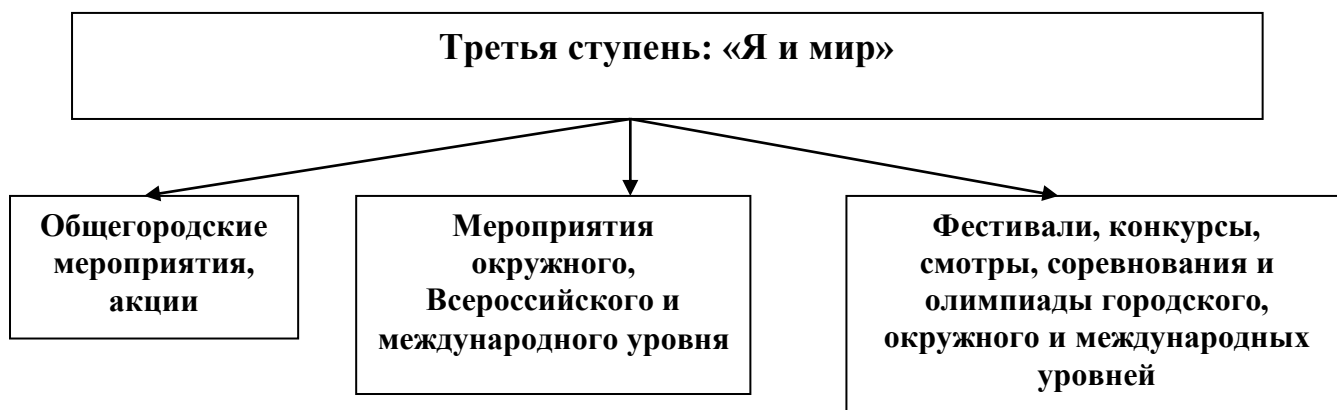 Третья ступень: «Я и мир»
Общегородские
мероприятия,
акции
Мероприятия
окружного,
Всероссийского и
международного уровня
Фестивали, конкурсы,
смотры, соревнования и
олимпиады городского,
окружного и международных
уровней